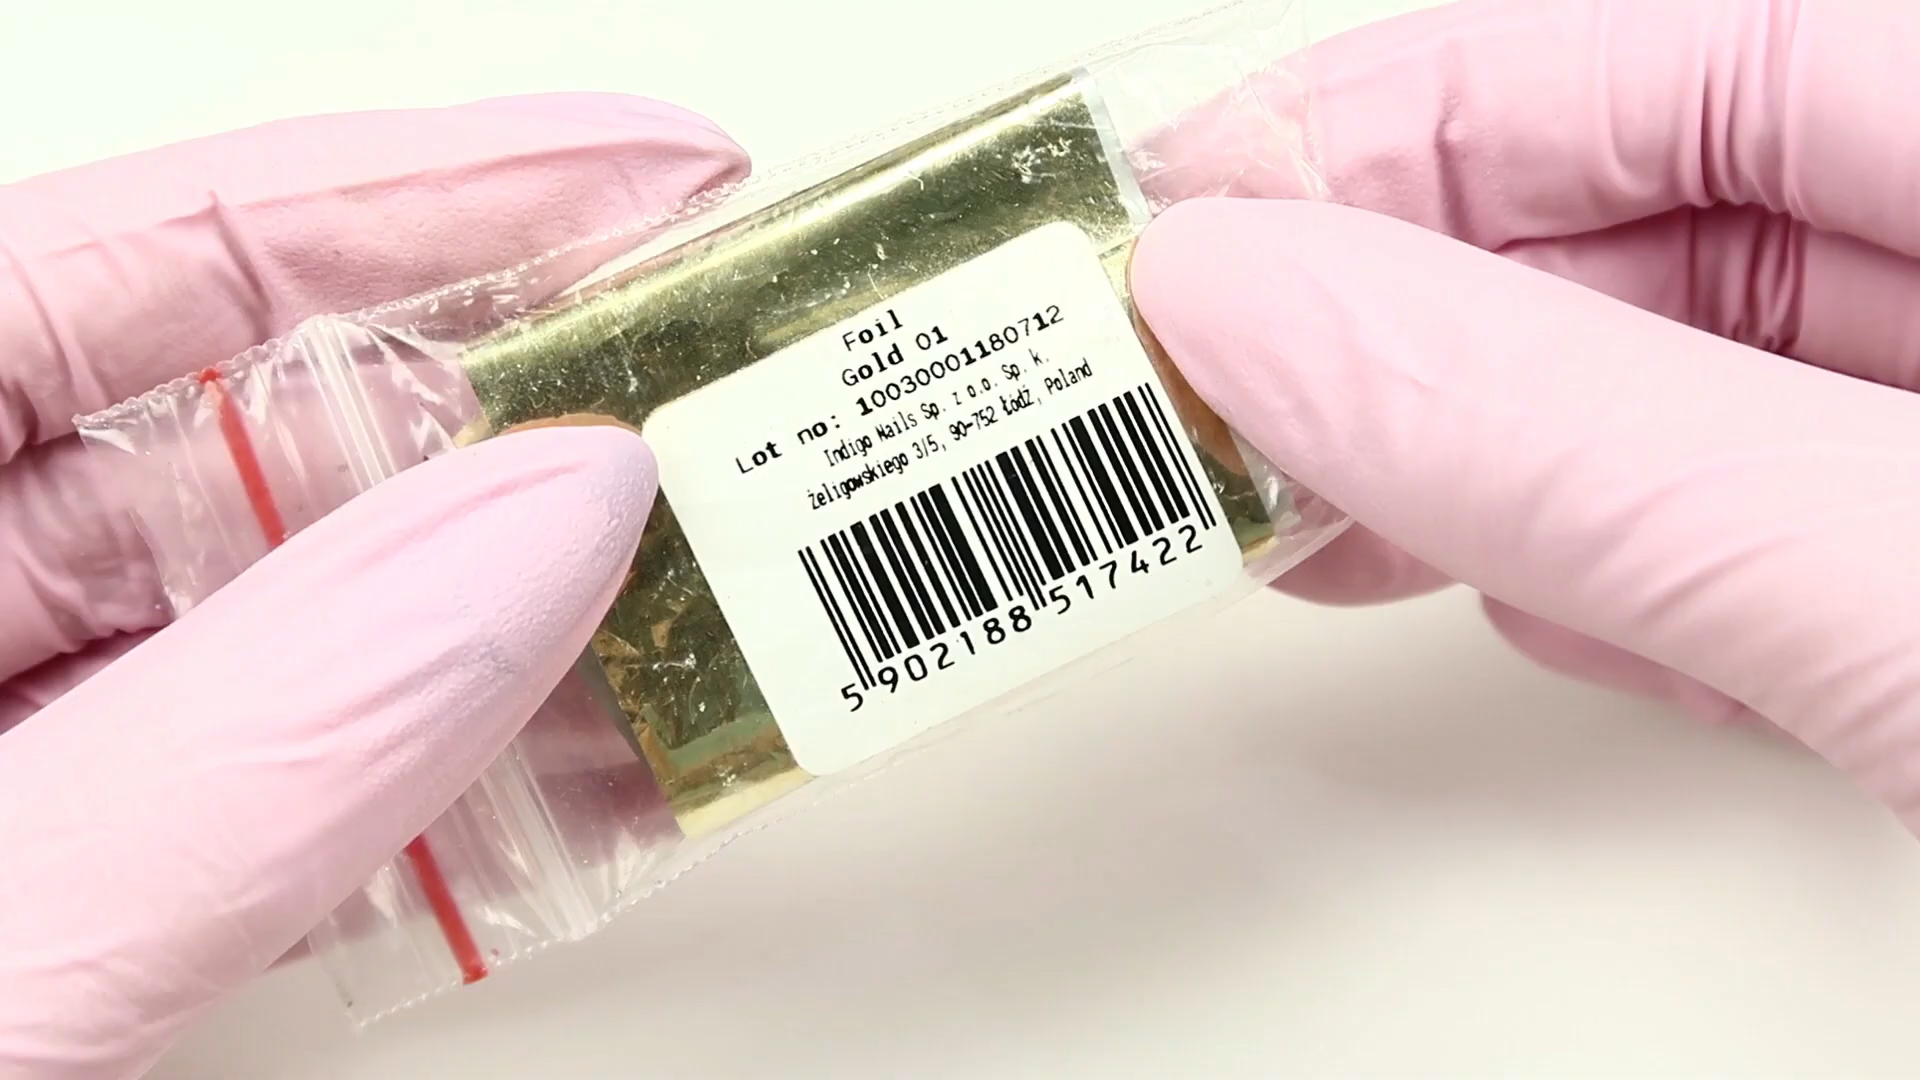 Foil
Gold 01
Lot no: 10030001180712
Indigo Nails Sp. z o.o. Sp. k.
Żeligowskiego 3/5, 90-752 Łódź, Poland
5 902188 517422